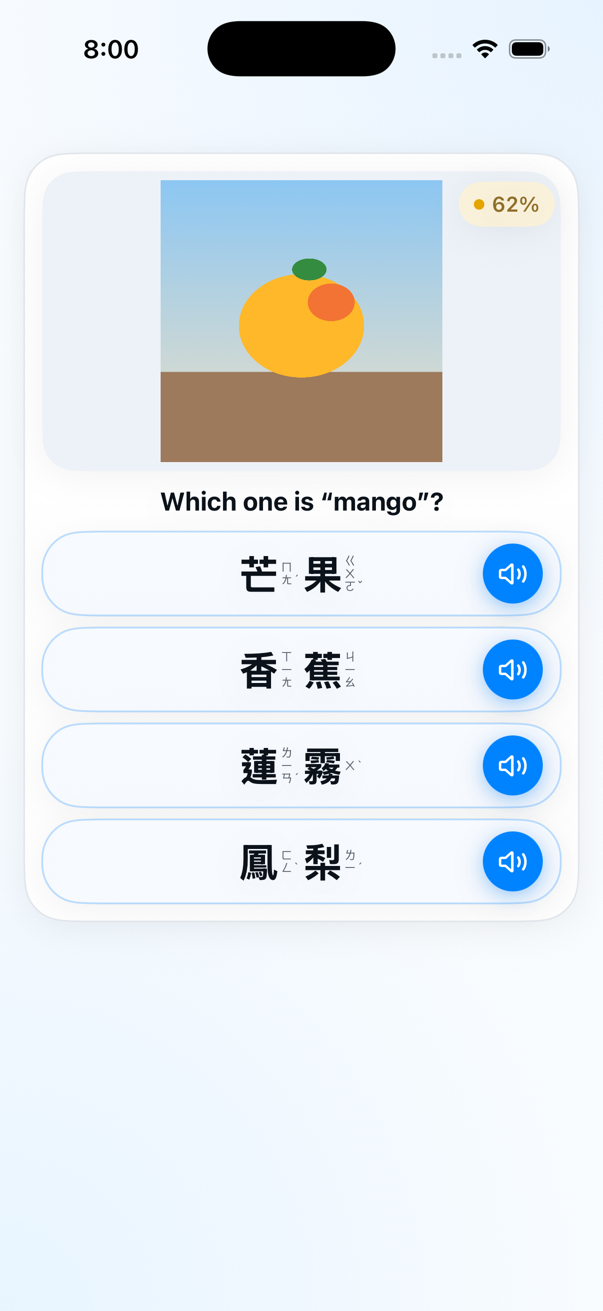 8:00
62%
Which one is “mango”?
芒ㄇㄤˊ果ㄍㄨㄛˇ
香ㄒㄧㄤ蕉ㄐㄧㄠ
蓮ㄌㄧㄢˊ霧ㄨˋ
鳳ㄈㄥˋ梨ㄌㄧˊ